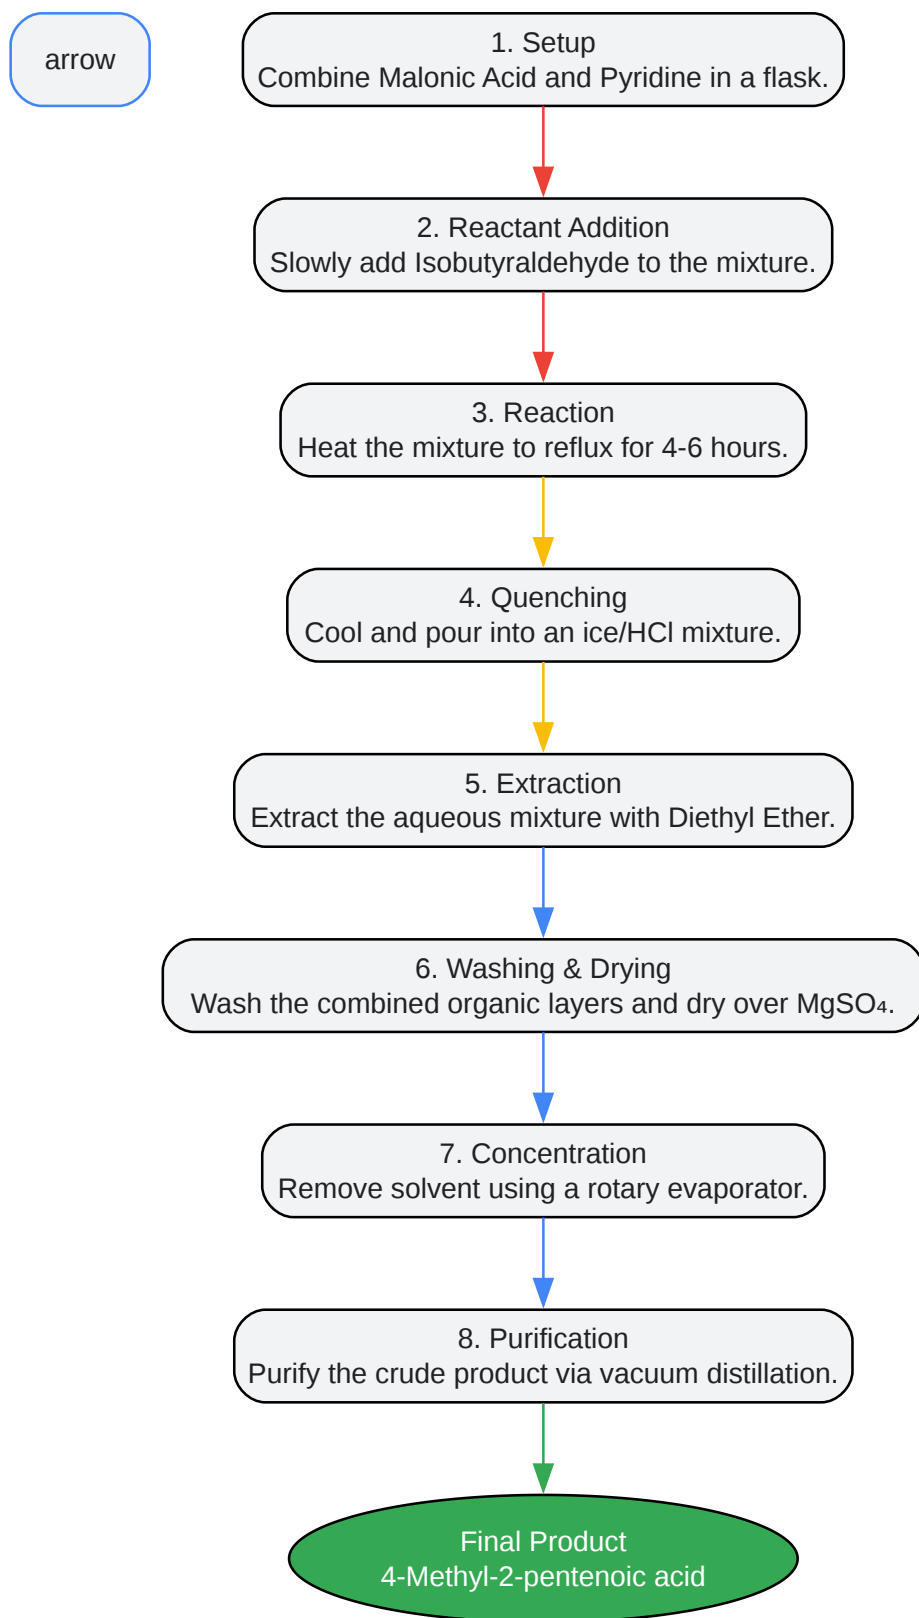 arrow
1. Setup
Combine Malonic Acid and Pyridine in a flask.
2. Reactant Addition
Slowly add Isobutyraldehyde to the mixture.
3. Reaction
Heat the mixture to reflux for 4-6 hours.
4. Quenching
Cool and pour into an ice/HCl mixture.
5. Extraction
Extract the aqueous mixture with Diethyl Ether.
6. Washing & Drying
Wash the combined organic layers and dry over MgSO₄.
7. Concentration
Remove solvent using a rotary evaporator.
8. Purification
Purify the crude product via vacuum distillation.
Final Product
4-Methyl-2-pentenoic acid